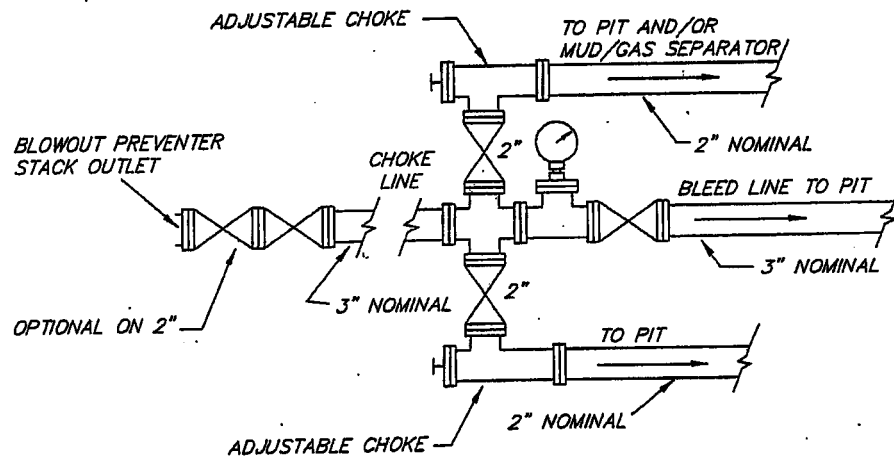 ADJUSTABLE CHOKE
TO PIT AND/OR
MUD/GAS SEPARATOR
2" NOMINAL
BLOWOUT PREVENTER
STACK OUTLET
CHOKE
LINE
2"
BLEED LINE TO PIT
3" NOMINAL
3" NOMINAL
OPTIONAL ON 2"
2"
TO PIT
2" NOMINAL
ADJUSTABLE CHOKE